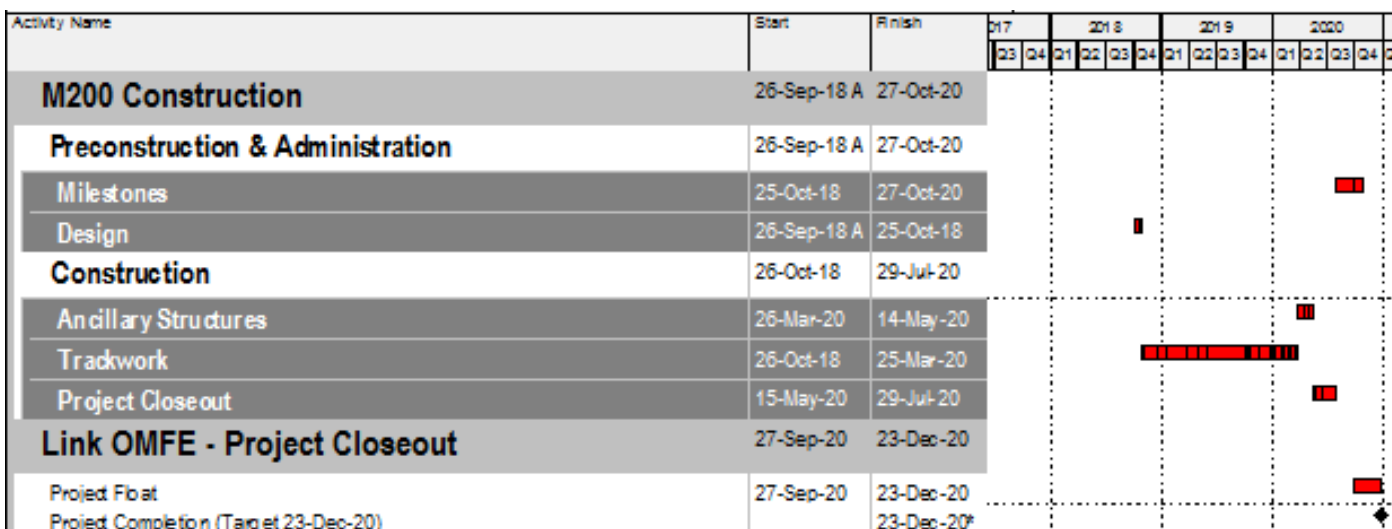 Activity Name Start Finish 017 2018 2019 2020
Q3 Q4 Q1 Q2 Q3 Q4 Q1 Q2 Q3 Q4 Q1 Q2 Q3 Q4
M200 Construction 26-Sep-18 A 27-Oct-20
Preconstruction & Administration 26-Sep-18 A 27-Oct-20
Milestones 25-Oct-18 27-Oct-20
Design 26-Sep-18 A 25-Oct-18
Construction 26-Oct-18 29-Jul-20
Ancillary Structures 26-Mar-20 14-May-20
Trackwork 26-Oct-18 25-Mar-20
Project Closeout 15-May-20 29-Jul-20
Link OMFE - Project Closeout 27-Sep-20 23-Dec-20
Project Float 27-Sep-20 23-Dec-20
Project Completion (Target 23-Dec-20) 23-Dec-20*